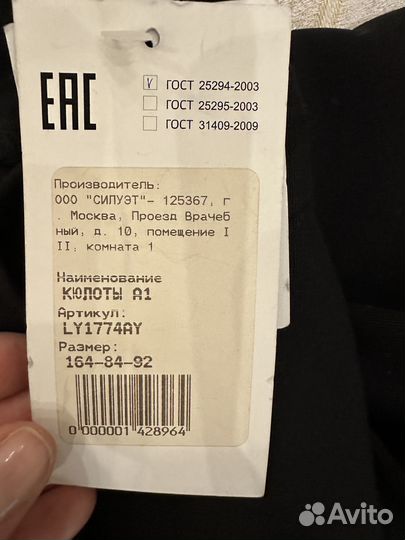 EAC
V ГОСТ 25294-2003
ГОСТ 25295-2003
ГОСТ 31409-2009
Производитель:
ООО "СИЛУЭТ"- 125367, г
. Москва, Проезд Врачеб
ный, д. 10, помещение I
II, комната 1
Наименование
КЮЛОТЫ А1
Артикул:
LY1774AY
Размер:
164-84-92
0 000001 428964
Avito